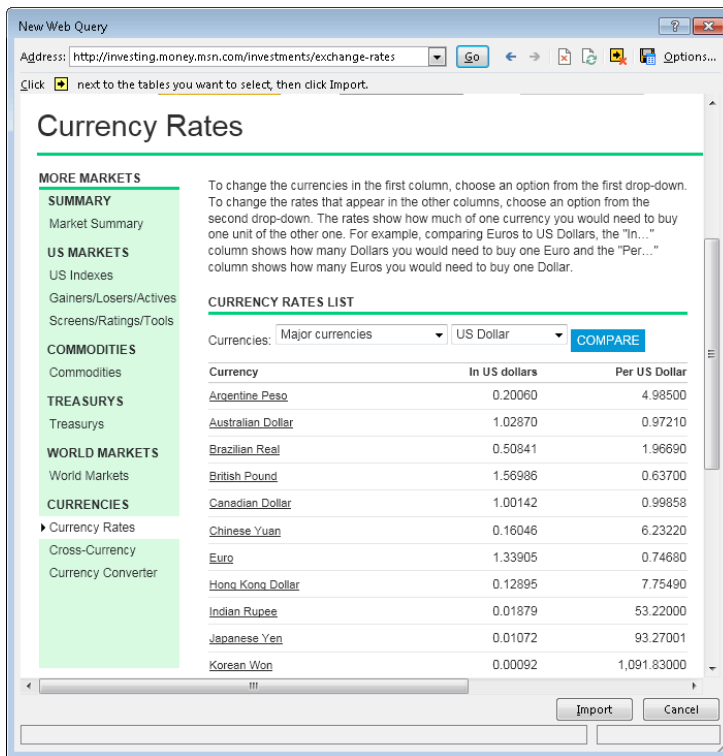 New Web Query
Address: http://investing.money.msn.com/investments/exchange-rates Go Options...
Click next to the tables you want to select, then click Import.
Currency Rates
MORE MARKETS
SUMMARY
Market Summary
US MARKETS
US Indexes
Gainers/Losers/Actives
Screens/Ratings/Tools
COMMODITIES
Commodities
TREASURYS
Treasurys
WORLD MARKETS
World Markets
CURRENCIES
Currency Rates
Cross-Currency
Currency Converter
To change the currencies in the first column, choose an option from the first drop-down.
To change the rates that appear in the other columns, choose an option from the
second drop-down. The rates show how much of one currency you would need to buy
one unit of the other one. For example, comparing Euros to US Dollars, the "In..."
column shows how many Dollars you would need to buy one Euro and the "Per..."
column shows how many Euros you would need to buy one Dollar.
CURRENCY RATES LIST
Currencies: Major currencies US Dollar COMPARE
Currency In US dollars Per US Dollar
Argentine Peso 0.20060 4.98500
Australian Dollar 1.02870 0.97210
Brazilian Real 0.50841 1.96690
British Pound 1.56986 0.63700
Canadian Dollar 1.00142 0.99858
Chinese Yuan 0.16046 6.23220
Euro 1.33905 0.74680
Hong Kong Dollar 0.12895 7.75490
Indian Rupee 0.01879 53.22000
Japanese Yen 0.01072 93.27001
Korean Won 0.00092 1,091.83000
Import Cancel